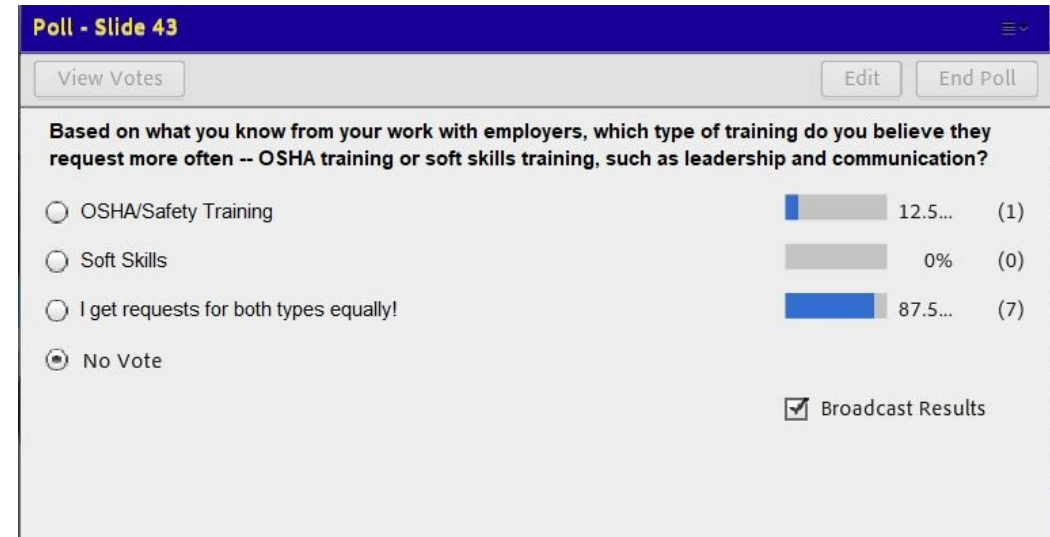 Poll - Slide 43
View Votes
Edit
End Poll
Based on what you know from your work with employers, which type of training do you believe they
request more often -- OSHA training or soft skills training, such as leadership and communication?
OSHA/Safety Training 12.5... (1)
Soft Skills 0% (0)
I get requests for both types equally! 87.5... (7)
No Vote
Broadcast Results